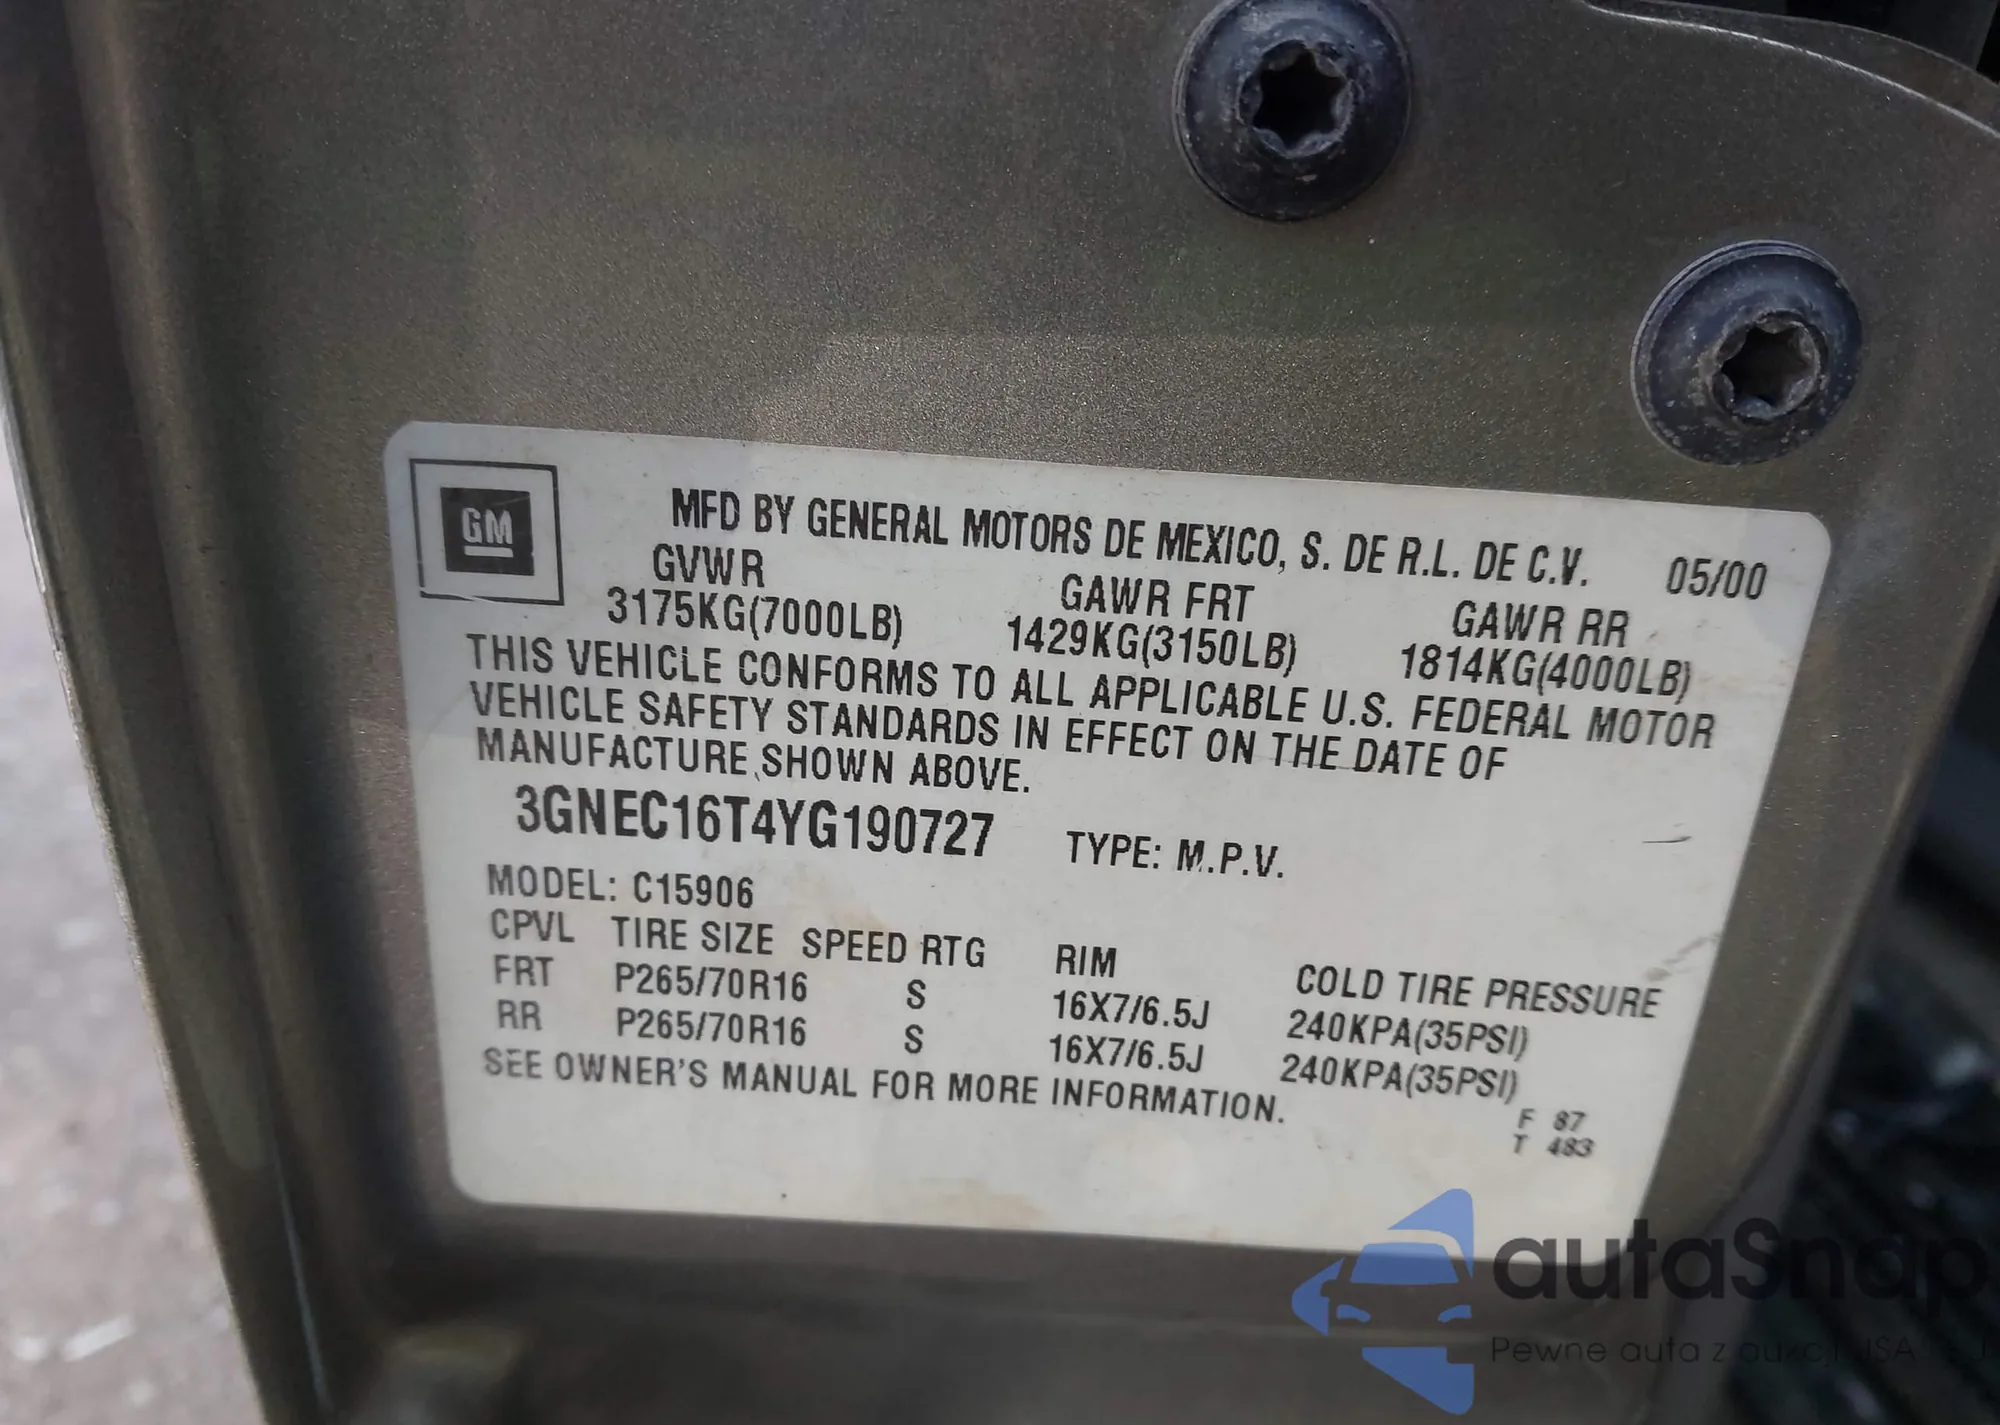 GM
MFD BY GENERAL MOTORS DE MEXICO, S. DE R.L. DE C.V. 05/00
GVWR GAWR FRT GAWR RR
3175KG(7000LB) 1429KG(3150LB) 1814KG(4000LB)
THIS VEHICLE CONFORMS TO ALL APPLICABLE U.S. FEDERAL MOTOR
VEHICLE SAFETY STANDARDS IN EFFECT ON THE DATE OF
MANUFACTURE SHOWN ABOVE.
3GNEC16T4YG190727 TYPE: M.P.V.
MODEL: C15906
CPVL TIRE SIZE SPEED RTG RIM COLD TIRE PRESSURE
FRT P265/70R16 S 16X7/6.5J 240KPA(35PSI)
RR P265/70R16 S 16X7/6.5J 240KPA(35PSI)
SEE OWNER'S MANUAL FOR MORE INFORMATION.
F 87
T 483
autaSnap
Pewne auta z aukcji USA